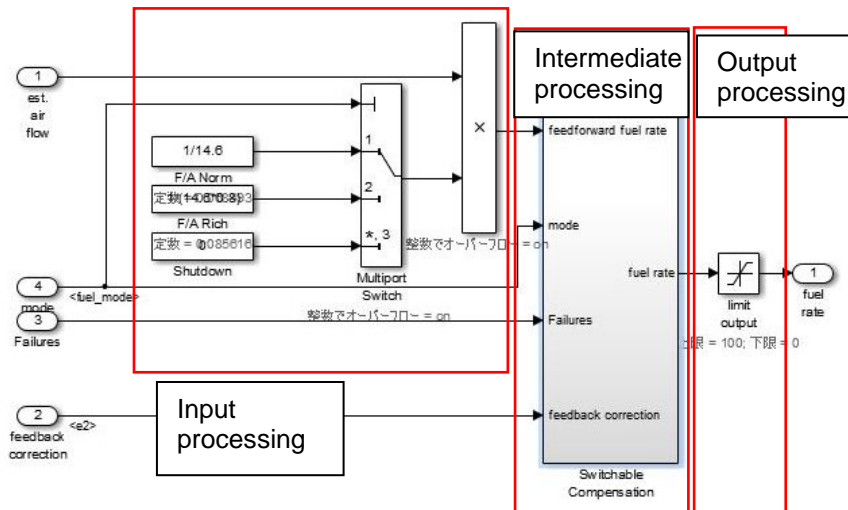 Intermediate
processing
Output
processing
Input
processing
1
est.
air
flow
1/14.6
F/A Norm
F/A Rich
定数 =
Shutdown
1
2
*, 3
Multiport
Switch
×
整数でオーバーフロー = on
整数でオーバーフロー = on
4
mode
<fuel_mode>
3
Failures
2
feedback
correction
<e2>
feedforward fuel rate
mode
Failures
feedback correction
fuel rate
Switchable
Compensation
limit
output
上限 = 100; 下限 = 0
1
fuel
rate